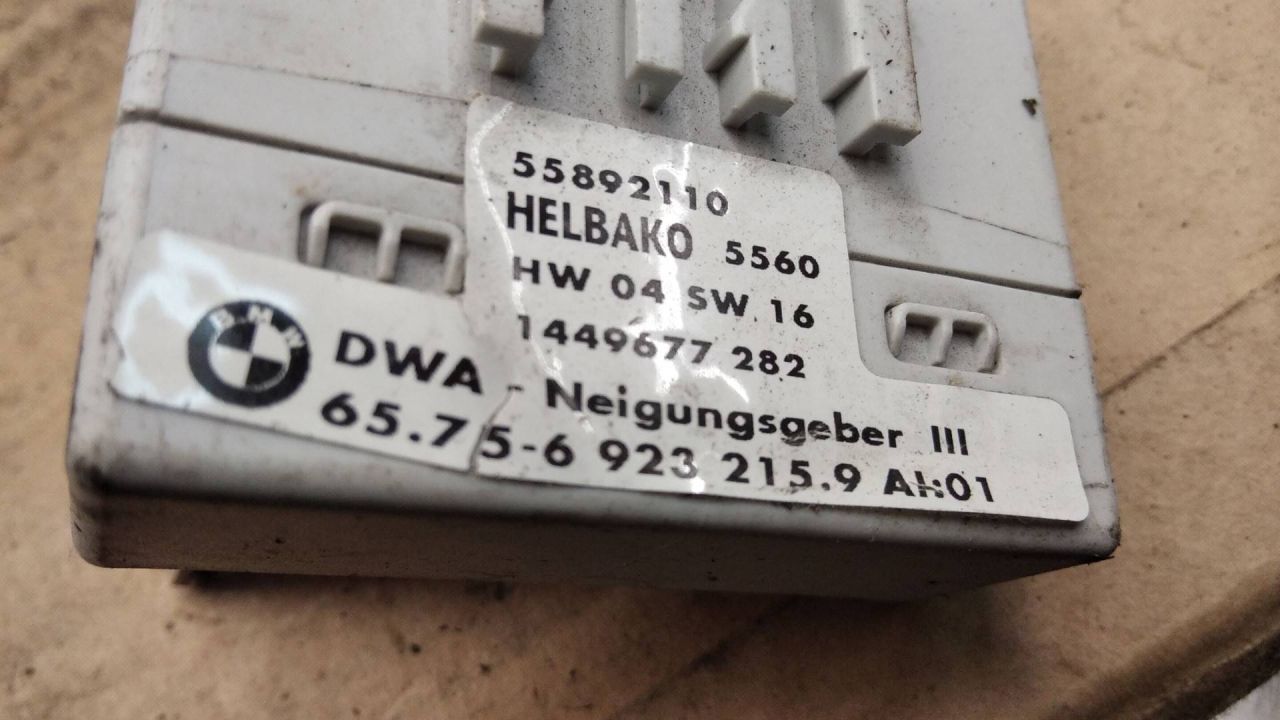 55892110
HELBAKO 5560
HW 04 SW 16
1449677 282
BMW
DWA - Neigungsgeber III
65.75-6 923 215.9 AI:01